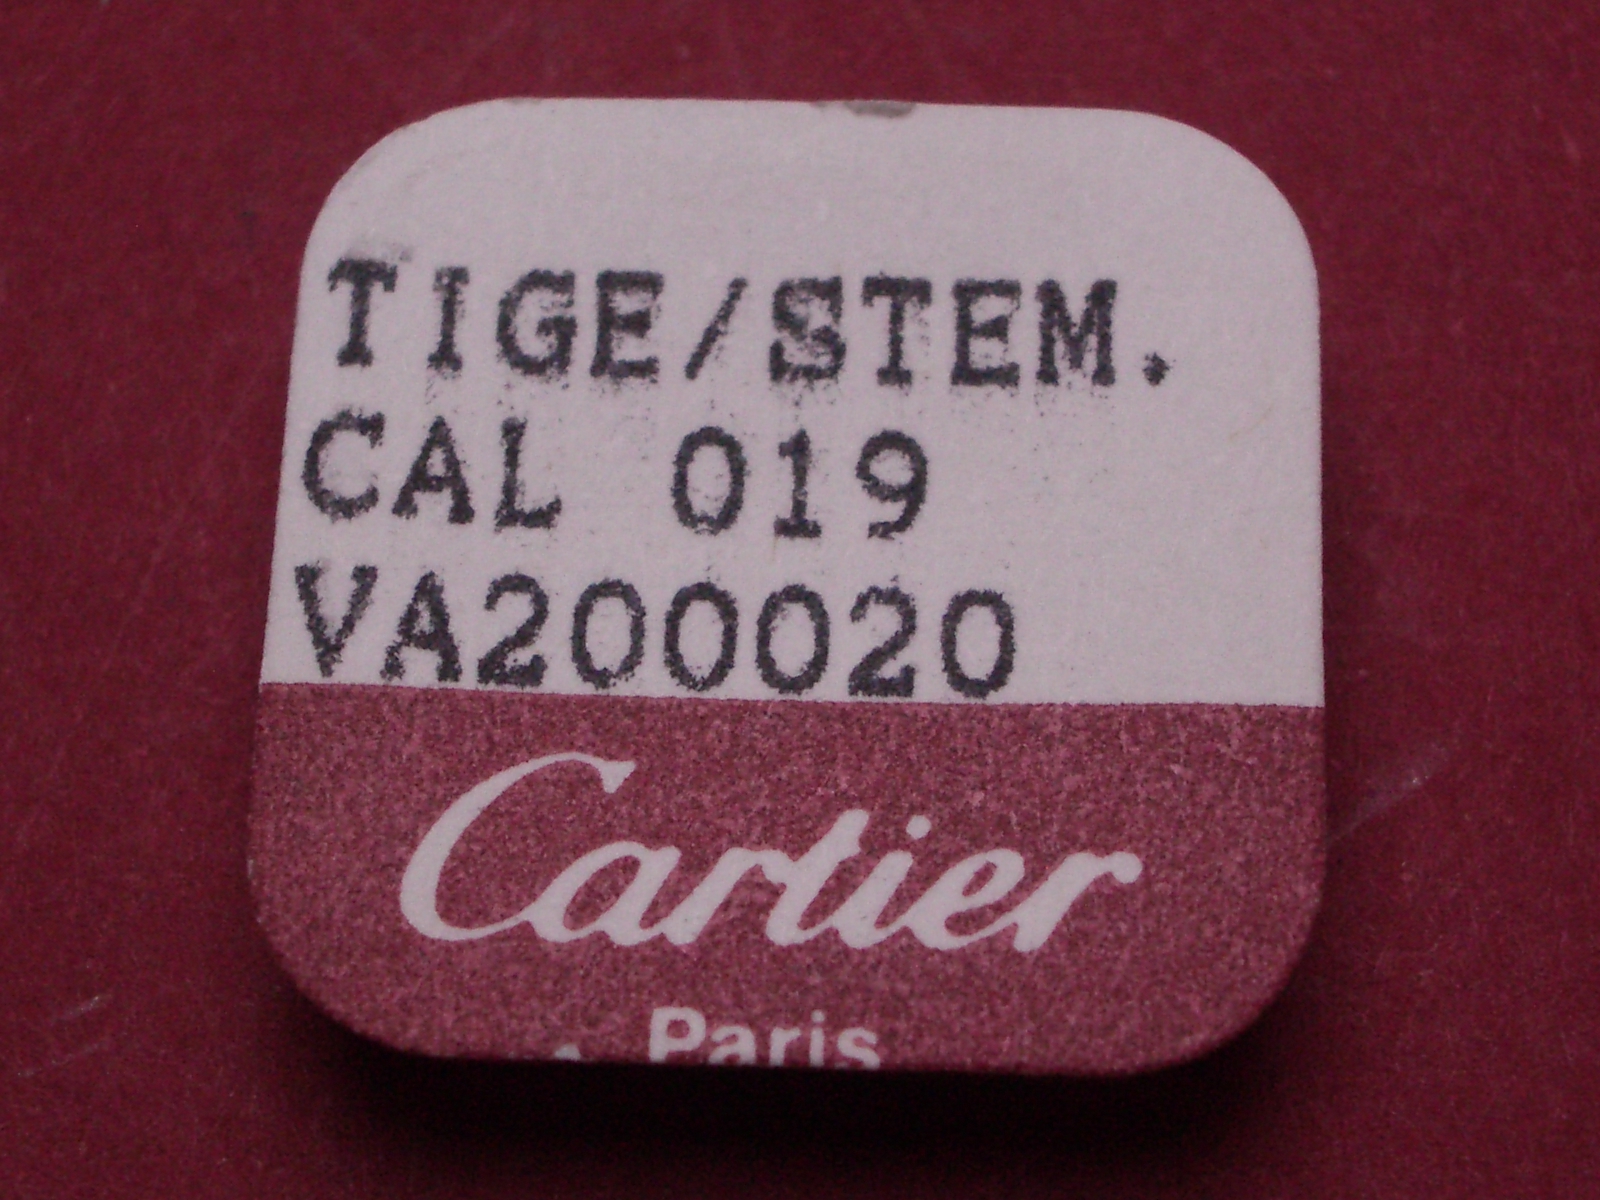 TIGE/STEM.
CAL 019
VA200020
Cartier
Paris